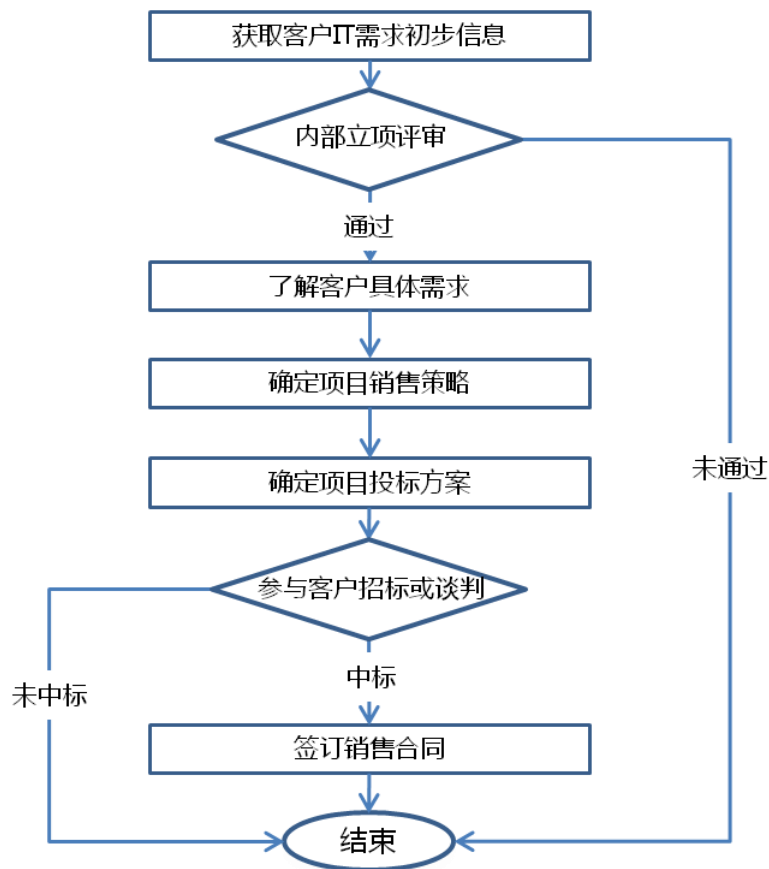 获取客户IT需求初步信息
内部立项评审
通过
了解客户具体需求
确定项目销售策略
未通过
确定项目投标方案
参与客户招标或谈判
中标
未中标
签订销售合同
结束